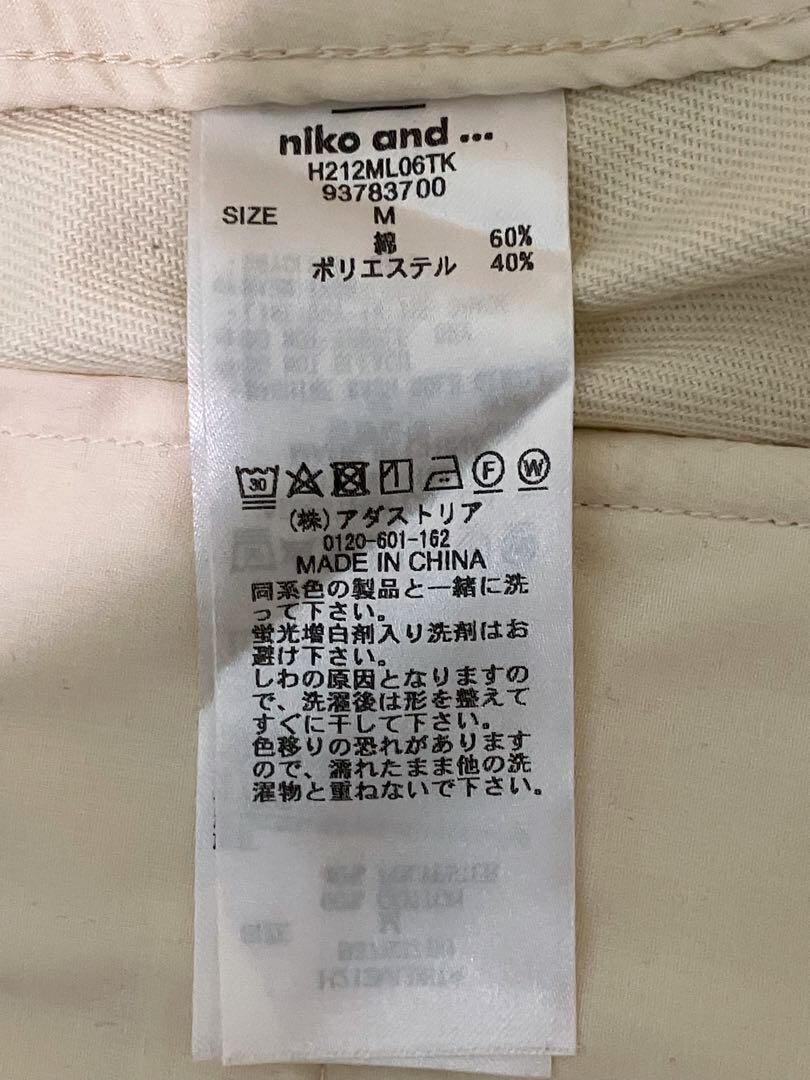 niko and ...
H212ML06TK
93783700
SIZE M
綿 60%
ポリエステル 40%
30 F W
(株)アダストリア
0120-601-162
MADE IN CHINA
同系色の製品と一緒に洗
って下さい。
蛍光増白剤入り洗剤はお
避け下さい。
しわの原因となりますの
で、洗濯後は形を整えて
すぐに干して下さい。
色移りの恐れがあります
ので、濡れたまま他の洗
濯物と重ねないで下さい。